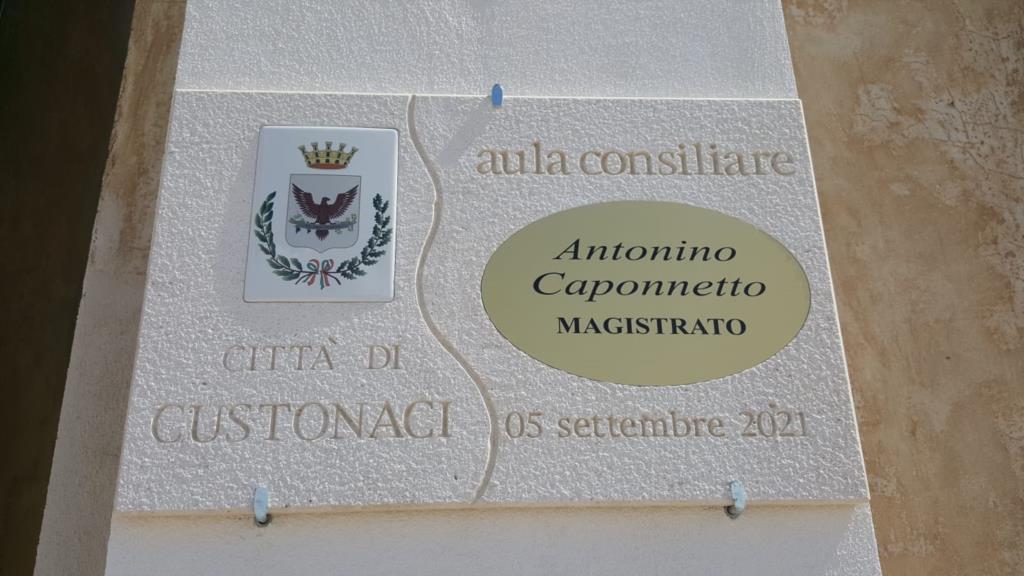 CITTÀ DI
CUSTONACI
aula consiliare
Antonino
Caponnetto
MAGISTRATO
05 settembre 2021